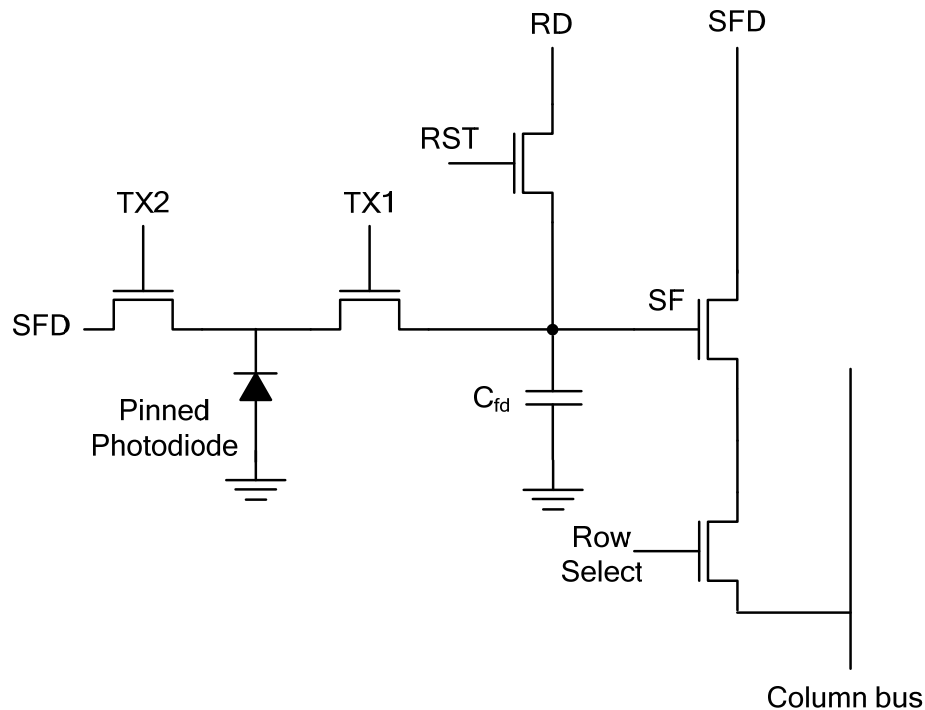 RD
SFD
RST
TX2
TX1
SF
SFD
Pinned
Photodiode
Cfd
Row
Select
Column bus